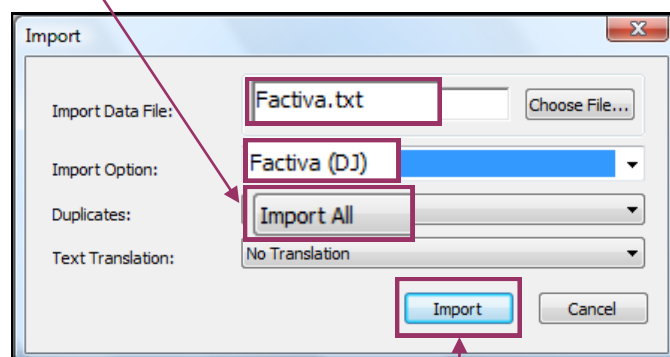 Import
Import Data File: Factiva.txt Choose File...
Import Option: Factiva (DJ)
Duplicates: Import All
Text Translation: No Translation
Import Cancel